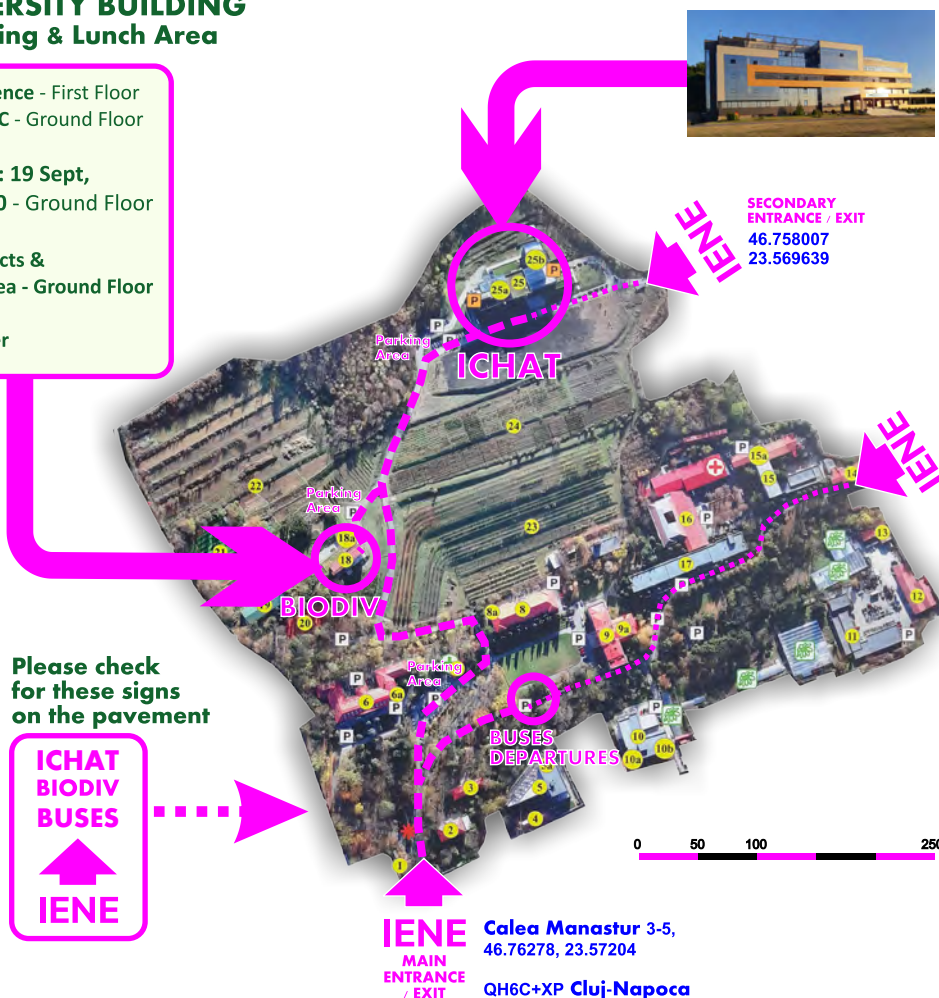 ERSITY BUILDING
ing & Lunch Area
ence - First Floor
C - Ground Floor
: 19 Sept,
0 - Ground Floor
cts &
ea - Ground Floor
er
SECONDARY
ENTRANCE / EXIT
46.758007
23.569639
IENE
25b
25
25a
P
P
P
P
Parking
Area
ICHAT
24
IENE
22
Parking
Area
P
18a
18
BIODIV
21
20
23
P
15a
15
14
16
P
17
P
13
12
11
P
P
8a
8
9
9a
P
P
P
P
Parking
Area
P
P
6
6a
P
P
P
P
BUSES
DEPARTURES
P
10
10a
10b
3
5
4
2
1
Please check
for these signs
on the pavement
ICHAT
BIODIV
BUSES
IENE
0 50 100 250
IENE
MAIN
ENTRANCE
/ EXIT
Calea Manastur 3-5,
46.76278, 23.57204
QH6C+XP Cluj-Napoca